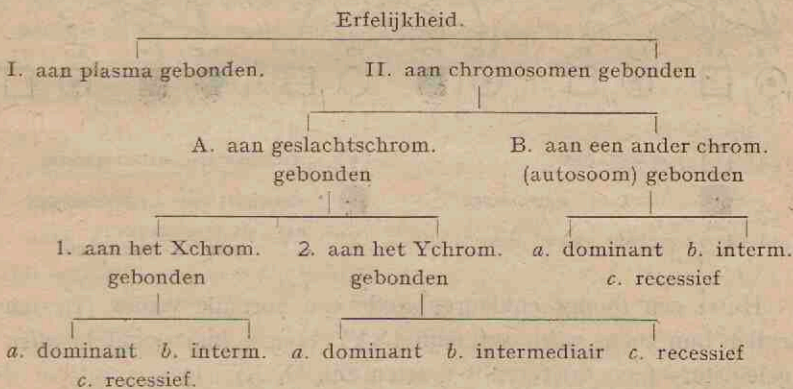 Erfelijkheid.
I. aan plasma gebonden. II. aan chromosomen gebonden
A. aan geslachtschrom. B. aan een ander chrom.
gebonden (autosoom) gebonden
1. aan het Xchrom. 2. aan het Ychrom. a. dominant b. interm.
gebonden gebonden c. recessief
a. dominant b. interm. a. dominant b. intermediair c. recessief
c. recessief.